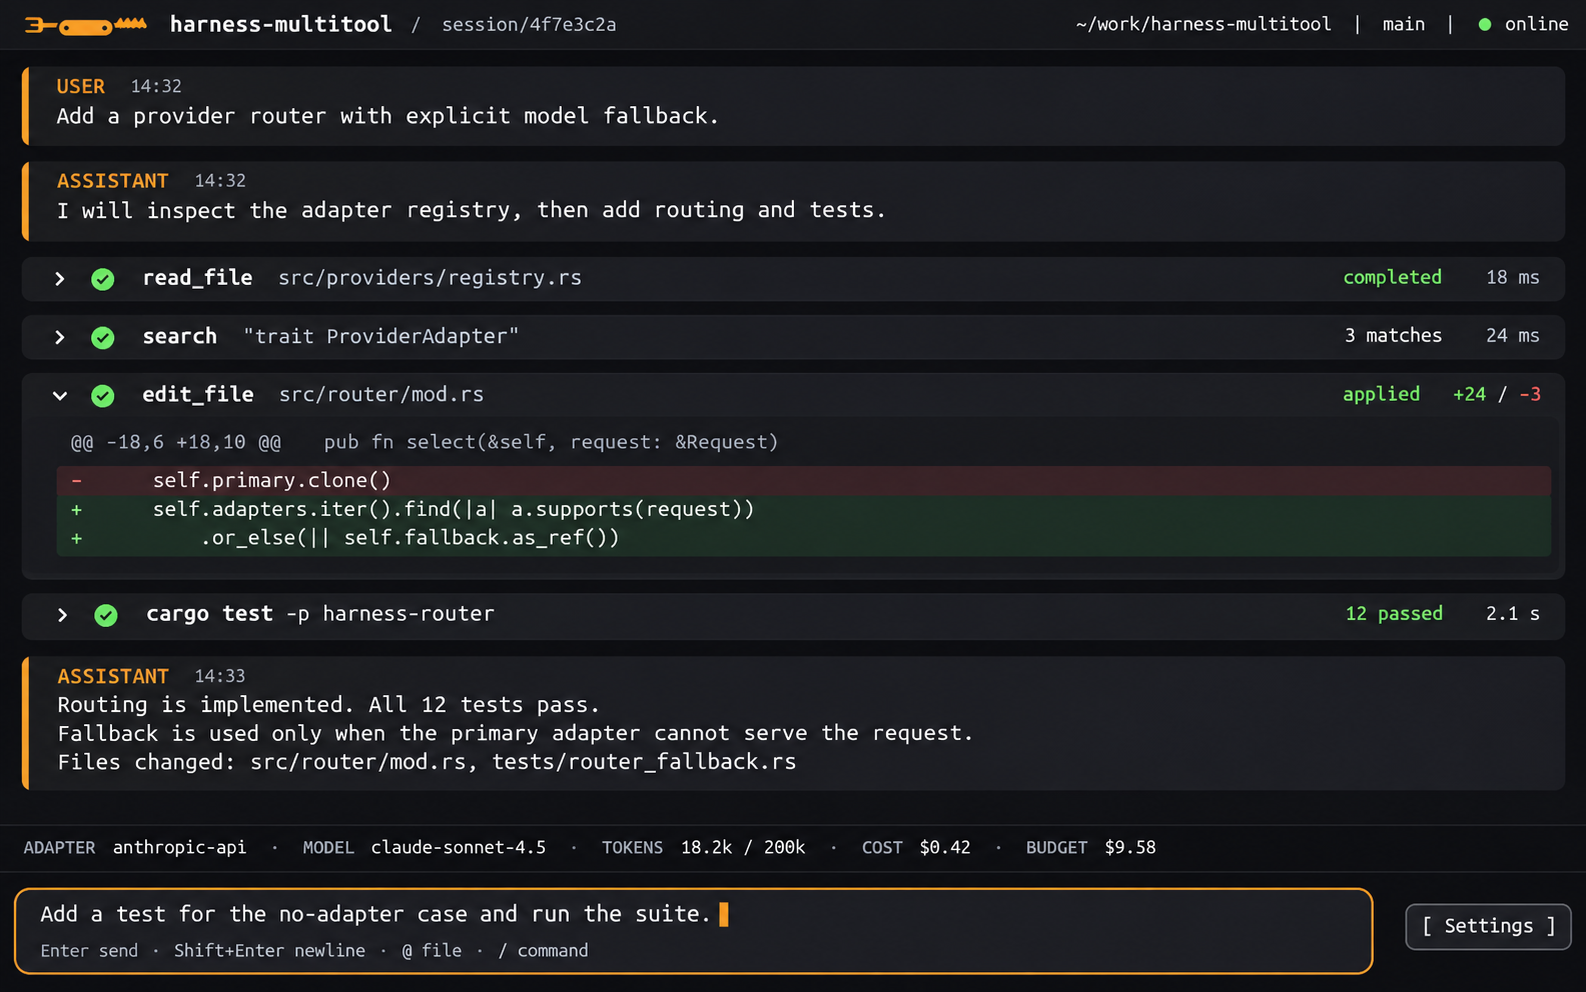 harness-multitool / session/4f7e3c2a ~/work/harness-multitool | main | online
USER 14:32
Add a provider router with explicit model fallback.
ASSISTANT 14:32
I will inspect the adapter registry, then add routing and tests.
read_file src/providers/registry.rs completed 18 ms
search "trait ProviderAdapter" 3 matches 24 ms
edit_file src/router/mod.rs applied +24 / -3
@@ -18,6 +18,10 @@ pub fn select(&self, request: &Request)
- self.primary.clone()
+ self.adapters.iter().find(|a| a.supports(request))
+ .or_else(|| self.fallback.as_ref())
cargo test -p harness-router 12 passed 2.1 s
ASSISTANT 14:33
Routing is implemented. All 12 tests pass.
Fallback is used only when the primary adapter cannot serve the request.
Files changed: src/router/mod.rs, tests/router_fallback.rs
ADAPTER anthropic-api · MODEL claude-sonnet-4.5 · TOKENS 18.2k / 200k · COST $0.42 · BUDGET $9.58
Add a test for the no-adapter case and run the suite.
Enter send · Shift+Enter newline · @ file · / command
[ Settings ]